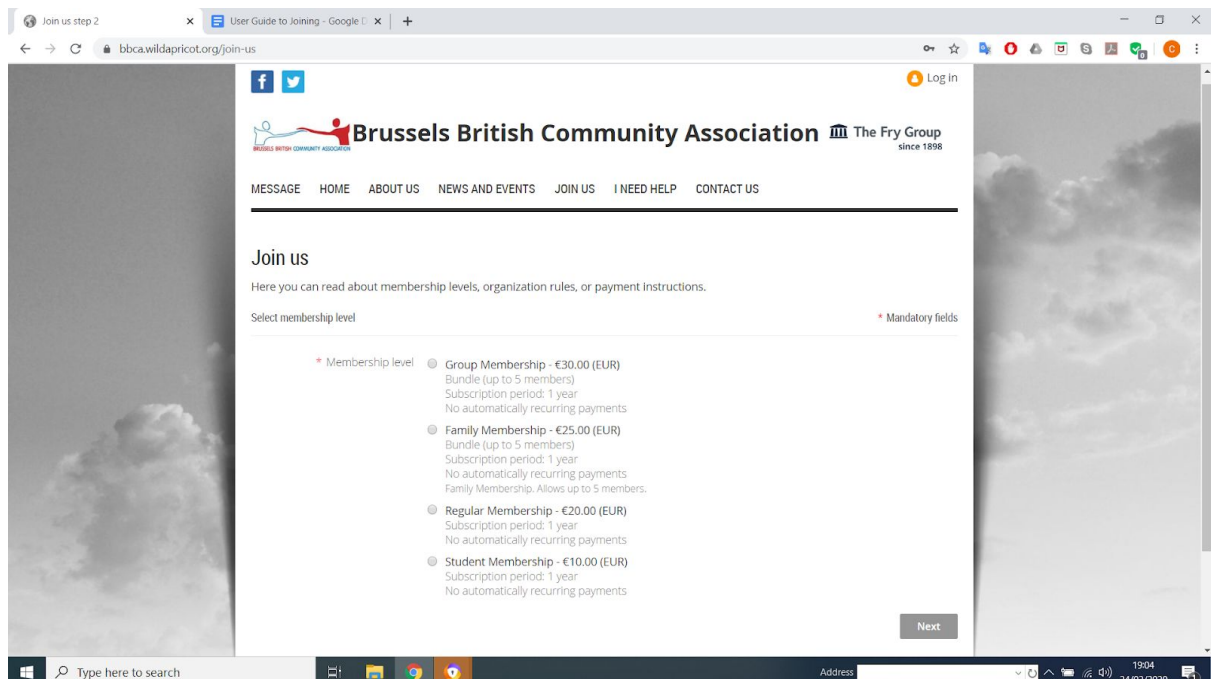 Join us step 2
User Guide to Joining - Google D
bbca.wildapricot.org/join-us
Log in
BRUSSELS BRITISH COMMUNITY ASSOCIATION
Brussels British Community Association
The Fry Group
since 1898
MESSAGE HOME ABOUT US NEWS AND EVENTS JOIN US I NEED HELP CONTACT US
Join us
Here you can read about membership levels, organization rules, or payment instructions.
Select membership level
* Mandatory fields
* Membership level
Group Membership - €30.00 (EUR)
Bundle (up to 5 members)
Subscription period: 1 year
No automatically recurring payments
Family Membership - €25.00 (EUR)
Bundle (up to 5 members)
Subscription period: 1 year
No automatically recurring payments
Family Membership. Allows up to 5 members.
Regular Membership - €20.00 (EUR)
Subscription period: 1 year
No automatically recurring payments
Student Membership - €10.00 (EUR)
Subscription period: 1 year
No automatically recurring payments
Next
Type here to search
Address
19:04